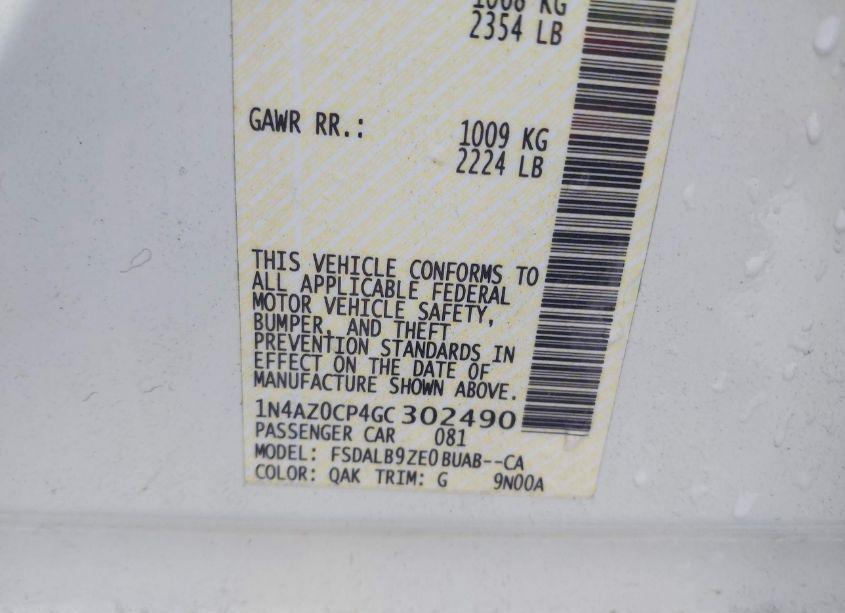 1068 KG
2354 LB
GAWR RR.: 1009 KG
2224 LB
THIS VEHICLE CONFORMS TO
ALL APPLICABLE FEDERAL
MOTOR VEHICLE SAFETY,
BUMPER, AND THEFT
PREVENTION STANDARDS IN
EFFECT ON THE DATE OF
MANUFACTURE SHOWN ABOVE.
1N4AZ0CP4GC302490
PASSENGER CAR 081
MODEL: FSDALB9ZE0BUAB--CA
COLOR: QAK TRIM: G 9N00A